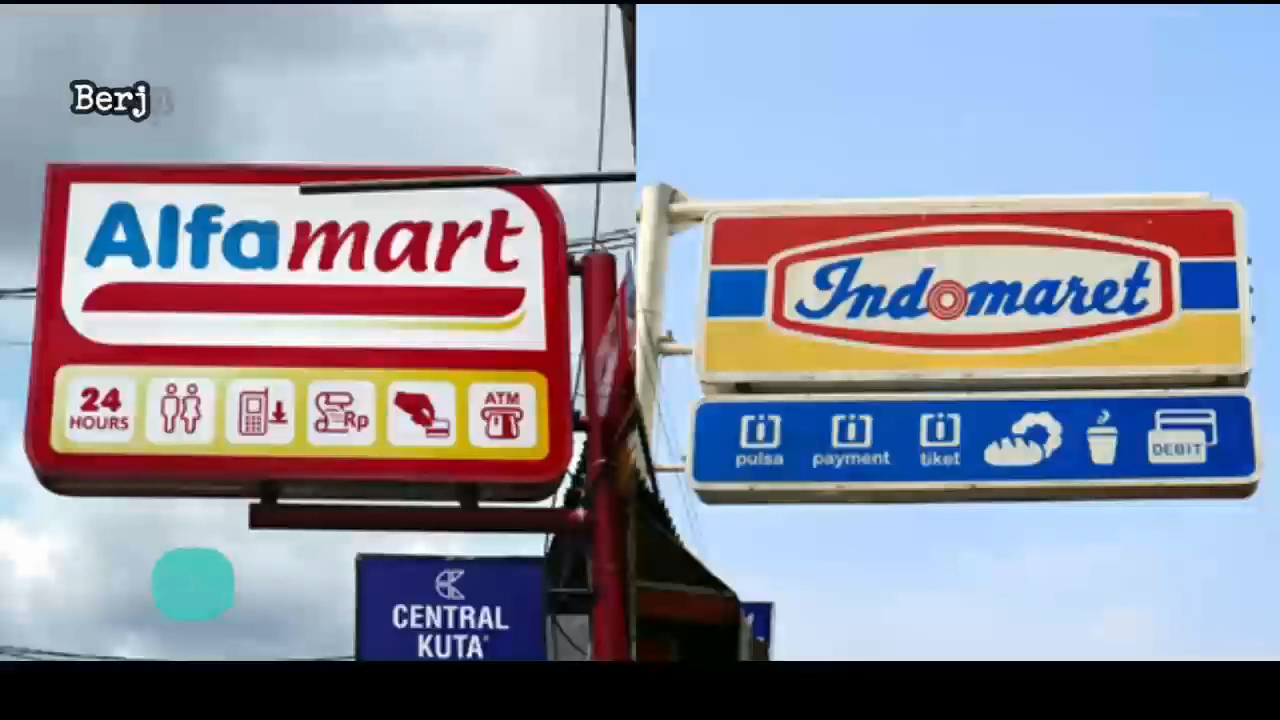 Berj
Alfamart
24
HOURS
Rp
ATM
CENTRAL
KUTA
Indomaret
pulsa
payment
tiket
DEBIT